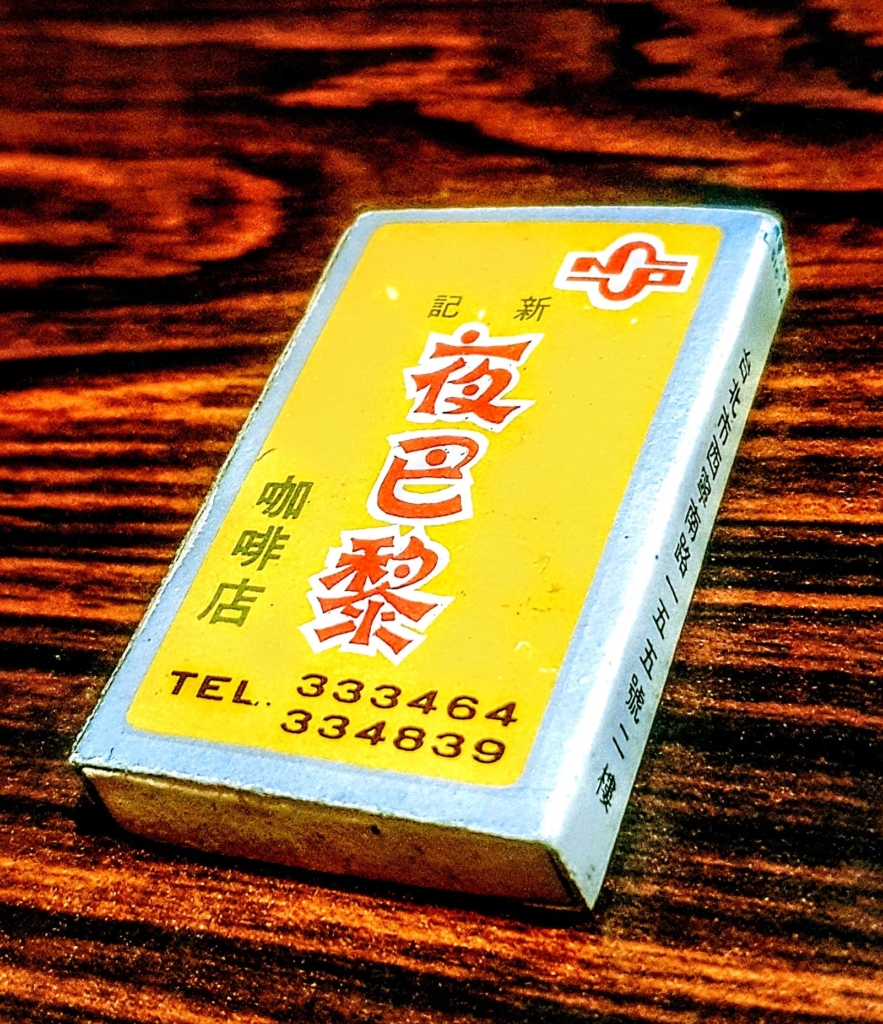 新記
夜巴黎
咖啡店
TEL. 333464
334839
台北市西寧南路一五五號二樓